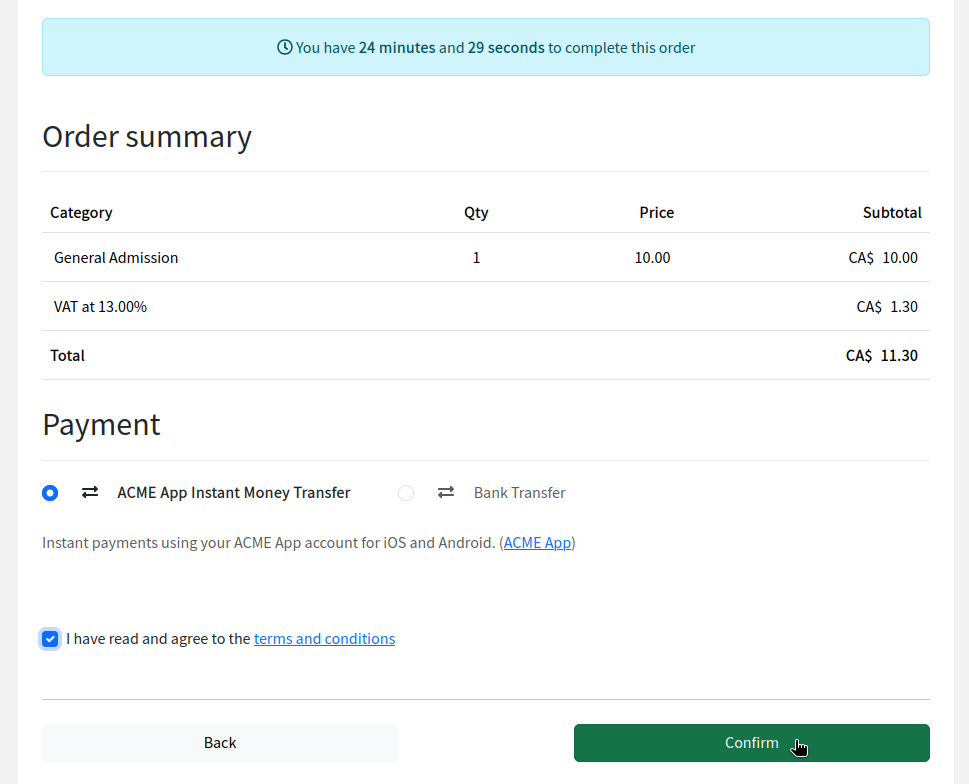 You have 24 minutes and 29 seconds to complete this order
Order summary
Category Qty Price Subtotal
General Admission 1 10.00 CA$ 10.00
VAT at 13.00% CA$ 1.30
Total CA$ 11.30
Payment
ACME App Instant Money Transfer Bank Transfer
Instant payments using your ACME App account for iOS and Android. (ACME App)
I have read and agree to the terms and conditions
Back Confirm